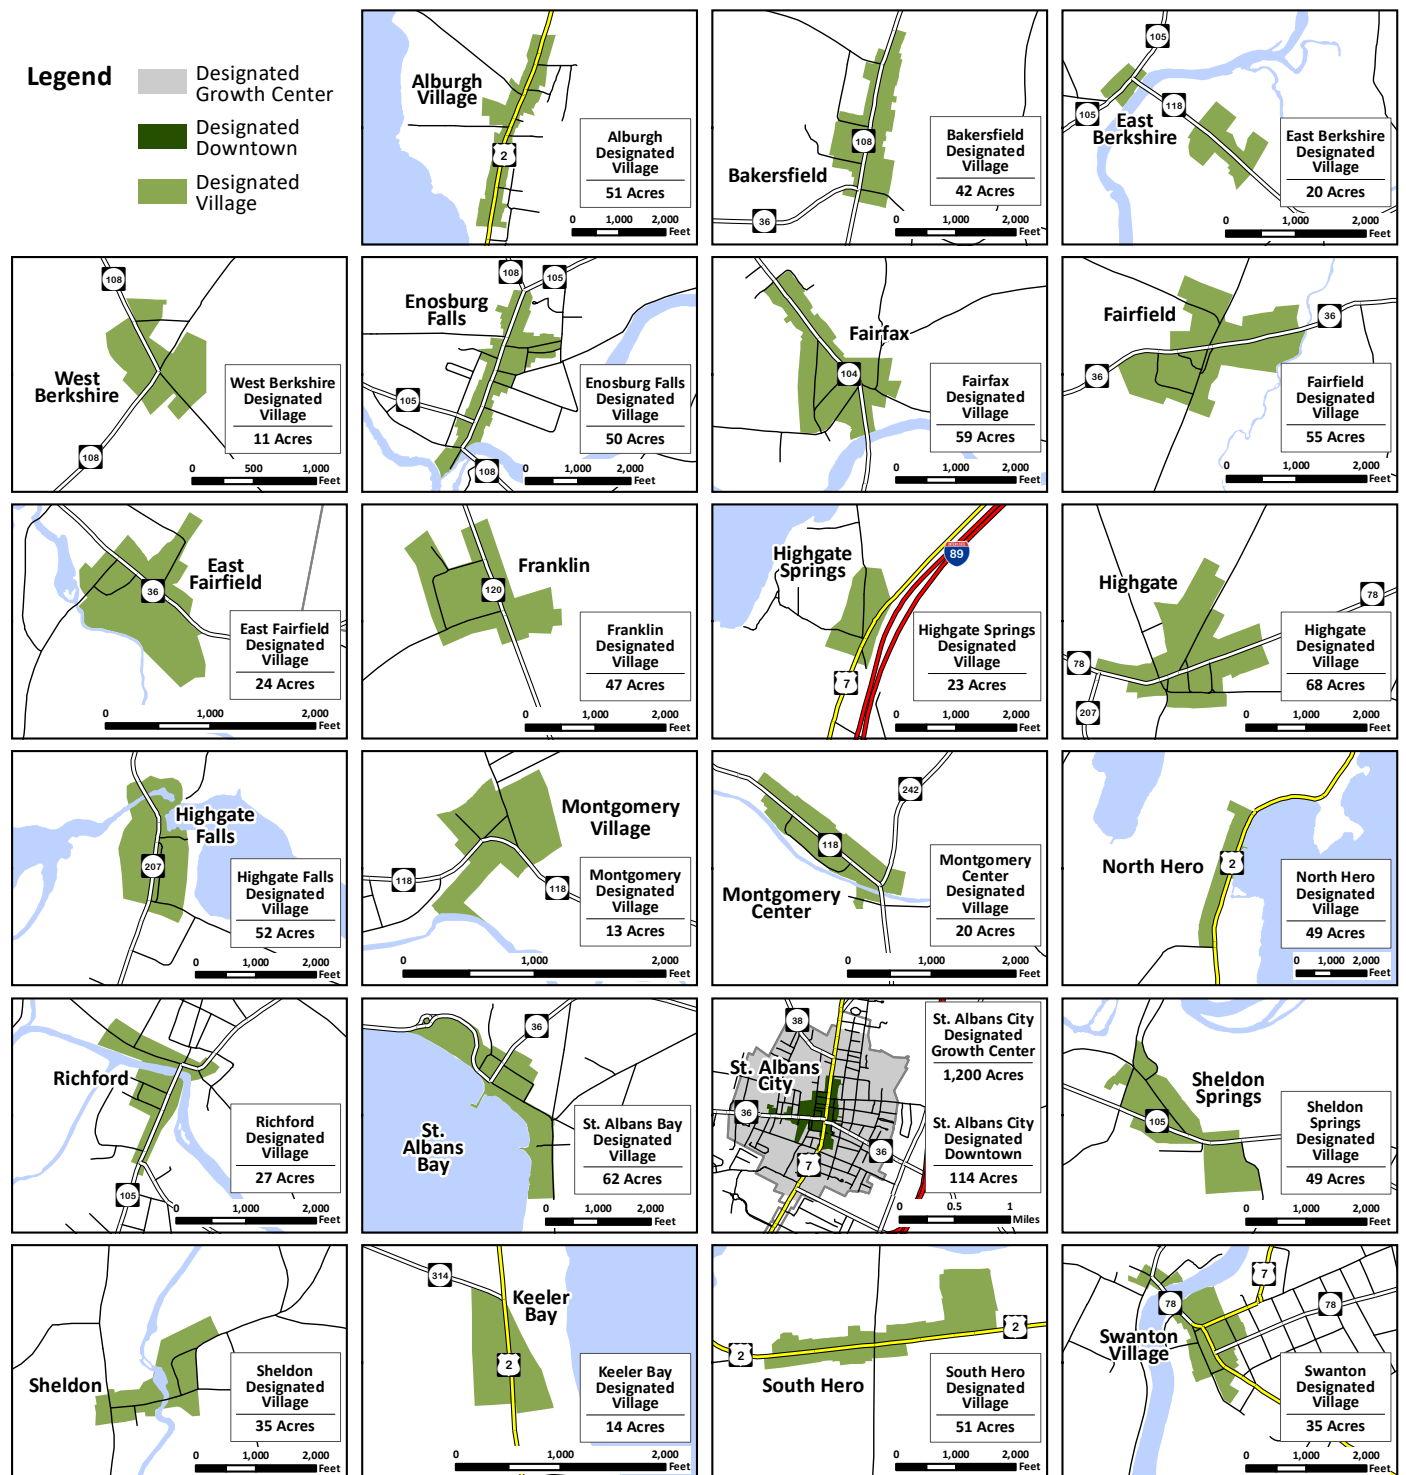 Legend
Designated
Growth Center
Designated
Downtown
Designated
Village
Alburgh
Village
2
Alburgh
Designated
Village
51 Acres
0 1,000 2,000
Feet
Bakersfield
108
36
Bakersfield
Designated
Village
42 Acres
0 1,000 2,000
Feet
105
105
118
East
Berkshire
East Berkshire
Designated
Village
20 Acres
0 1,000 2,000
Feet
108
West
Berkshire
108
West Berkshire
Designated
Village
11 Acres
0 500 1,000
Feet
108
105
Enosburg
Falls
105
108
Enosburg Falls
Designated
Village
50 Acres
0 1,000 2,000
Feet
Fairfax
104
Fairfax
Designated
Village
59 Acres
0 1,000 2,000
Feet
Fairfield
36
36
Fairfield
Designated
Village
55 Acres
0 1,000 2,000
Feet
East
Fairfield
36
East Fairfield
Designated
Village
24 Acres
0 1,000 2,000
Feet
Franklin
120
Franklin
Designated
Village
47 Acres
0 1,000 2,000
Feet
Highgate
Springs
89
7
Highgate Springs
Designated
Village
23 Acres
0 1,000 2,000
Feet
Highgate
78
78
207
Highgate
Designated
Village
68 Acres
0 1,000 2,000
Feet
Highgate
Falls
207
Highgate Falls
Designated
Village
52 Acres
0 1,000 2,000
Feet
Montgomery
Village
118
118
Montgomery
Designated
Village
13 Acres
0 1,000 2,000
Feet
242
118
Montgomery
Center
Montgomery
Center
Designated
Village
20 Acres
0 1,000 2,000
Feet
North Hero
2
North Hero
Designated
Village
49 Acres
0 1,000 2,000
Feet
Richford
105
Richford
Designated
Village
27 Acres
0 1,000 2,000
Feet
36
St.
Albans
Bay
St. Albans Bay
Designated
Village
62 Acres
0 1,000 2,000
Feet
38
St. Albans
City
36
36
7
St. Albans City
Designated
Growth Center
1,200 Acres
St. Albans City
Designated
Downtown
114 Acres
0 0.5 1
Miles
Sheldon
Springs
105
Sheldon
Springs
Designated
Village
49 Acres
0 1,000 2,000
Feet
Sheldon
Sheldon
Designated
Village
35 Acres
0 1,000 2,000
Feet
314
Keeler
Bay
2
Keeler Bay
Designated
Village
14 Acres
0 1,000 2,000
Feet
2
2
South Hero
South Hero
Designated
Village
51 Acres
0 1,000 2,000
Feet
7
78
78
Swanton
Village
Swanton
Designated
Village
35 Acres
0 1,000 2,000
Feet